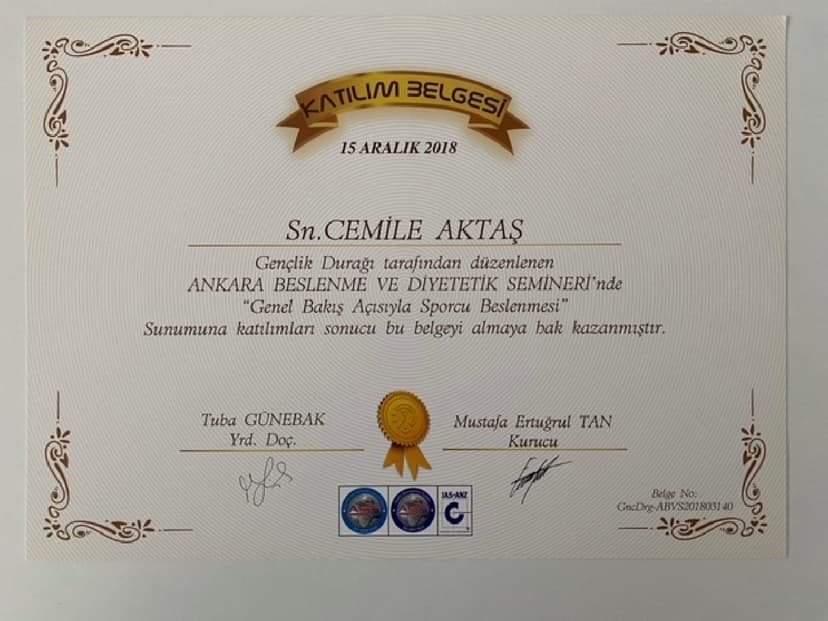 KATILIM BELGESİ
15 ARALIK 2018
Sn.CEMİLE AKTAŞ
Gençlik Durağı tarafından düzenlenen
ANKARA BESLENME VE DİYETETİK SEMİNERİ'nde
"Genel Bakış Açısıyla Sporcu Beslenmesi"
Sunumuna katılımları sonucu bu belgeyi almaya hak kazanmıştır.
Tuba GÜNEBAK
Yrd. Doç.
Mustafa Ertuğrul TAN
Kurucu
JAS-ANZ
Belge No:
GncDrg-ABVS201803140